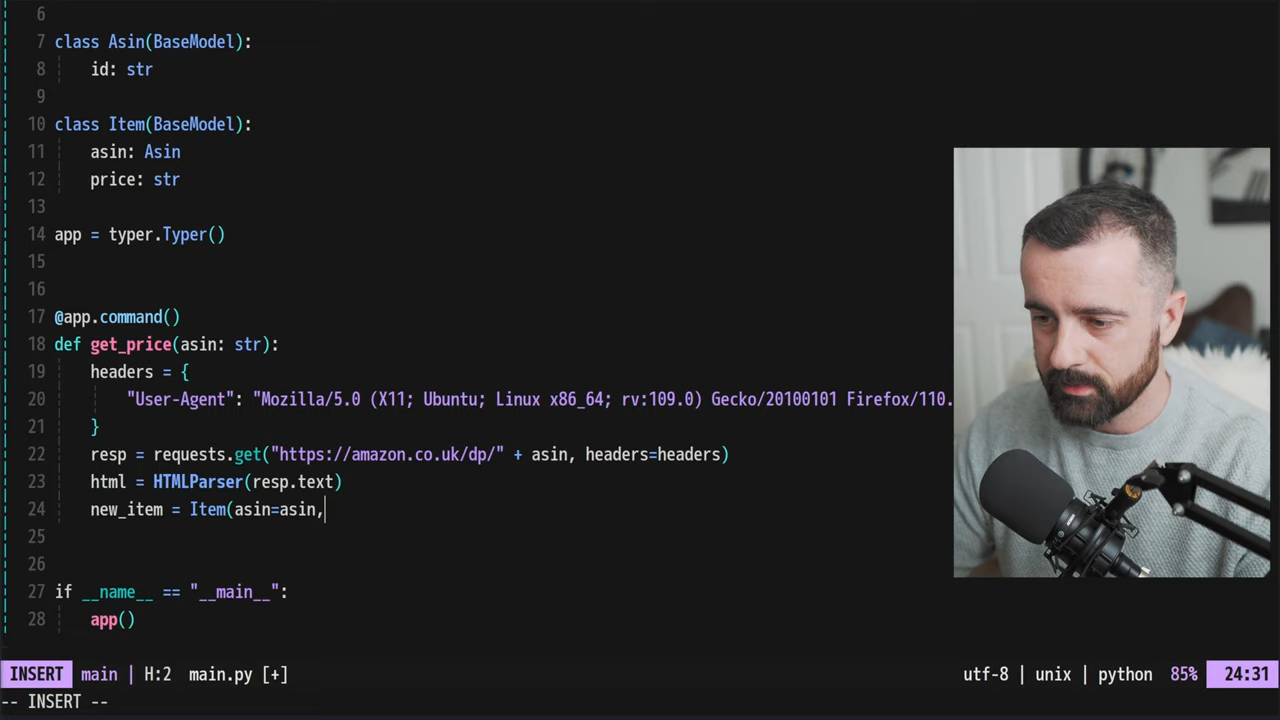 6
7 class Asin(BaseModel):
8 id: str
9
10 class Item(BaseModel):
11 asin: Asin
12 price: str
13
14 app = typer.Typer()
15
16
17 @app.command()
18 def get_price(asin: str):
19 headers = {
20 "User-Agent": "Mozilla/5.0 (X11; Ubuntu; Linux x86_64; rv:109.0) Gecko/20100101 Firefox/110.
21 }
22 resp = requests.get("https://amazon.co.uk/dp/" + asin, headers=headers)
23 html = HTMLParser(resp.text)
24 new_item = Item(asin=asin,
25
26
27 if __name__ == "__main__":
28 app()
INSERT main | H:2 main.py [+] utf-8 | unix | python 85% 24:31
-- INSERT --